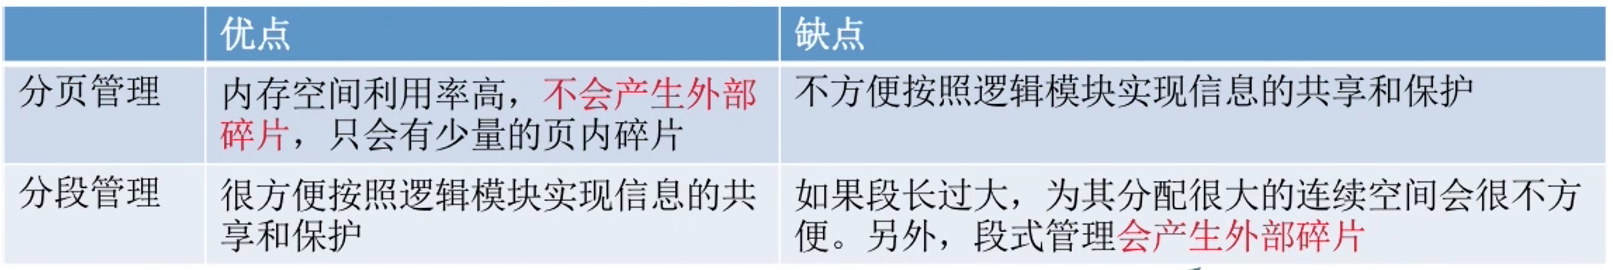 优点
缺点
分页管理
内存空间利用率高，不会产生外部
碎片，只会有少量的页内碎片
不方便按照逻辑模块实现信息的共享和保护
分段管理
很方便按照逻辑模块实现信息的共
享和保护
如果段长过大，为其分配很大的连续空间会很不方
便。另外，段式管理会产生外部碎片